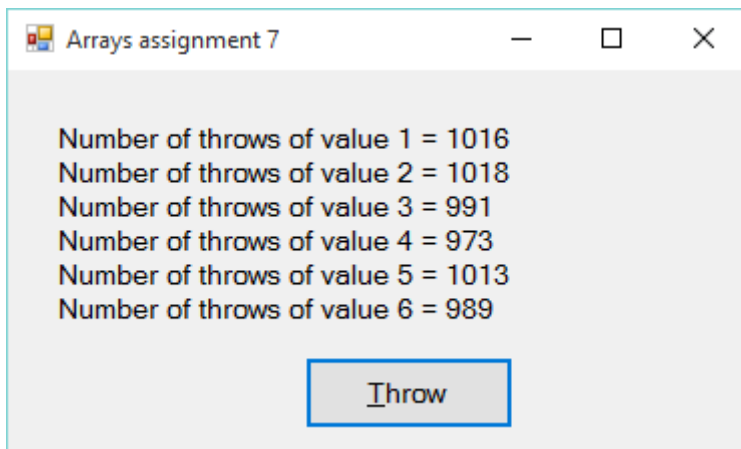 Arrays assignment 7
Number of throws of value 1 = 1016
Number of throws of value 2 = 1018
Number of throws of value 3 = 991
Number of throws of value 4 = 973
Number of throws of value 5 = 1013
Number of throws of value 6 = 989
Throw